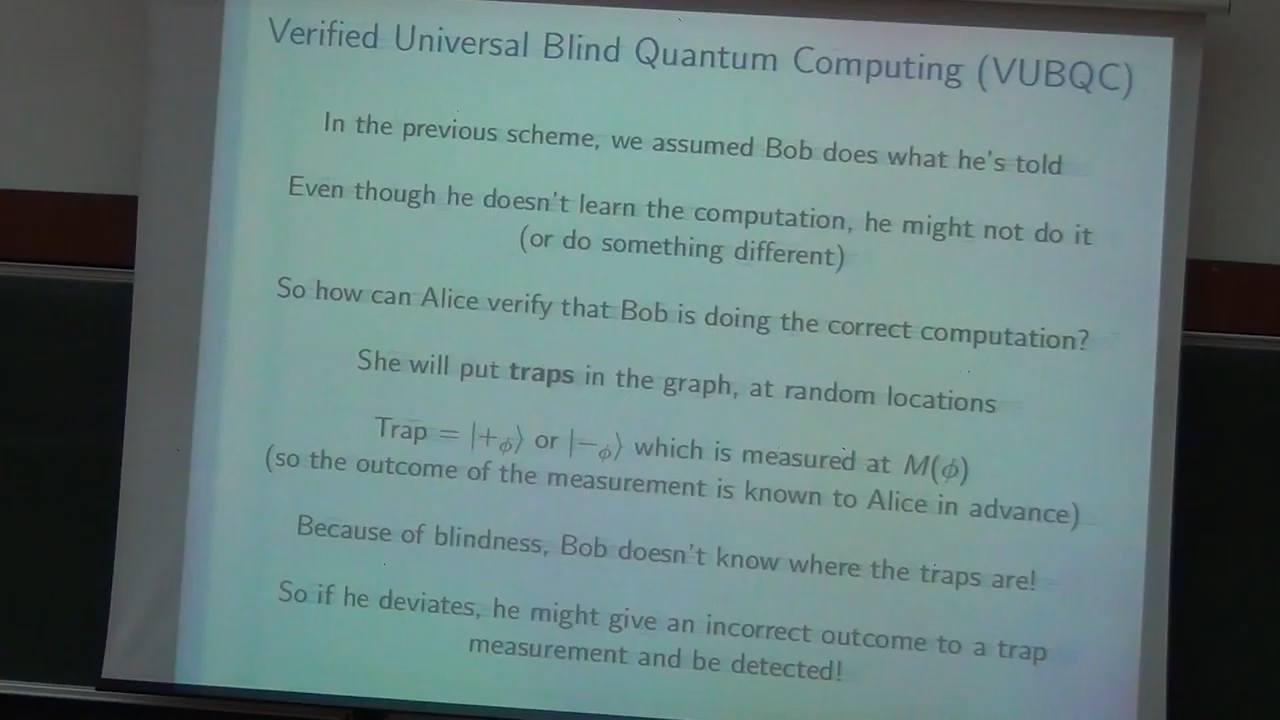 Verified Universal Blind Quantum Computing (VUBQC)
In the previous scheme, we assumed Bob does what he's told
Even though he doesn't learn the computation, he might not do it
(or do something different)
So how can Alice verify that Bob is doing the correct computation?
She will put traps in the graph, at random locations
Trap = |+ϕ⟩ or |−ϕ⟩ which is measured at M(ϕ)
(so the outcome of the measurement is known to Alice in advance)
Because of blindness, Bob doesn't know where the traps are!
So if he deviates, he might give an incorrect outcome to a trap
measurement and be detected!